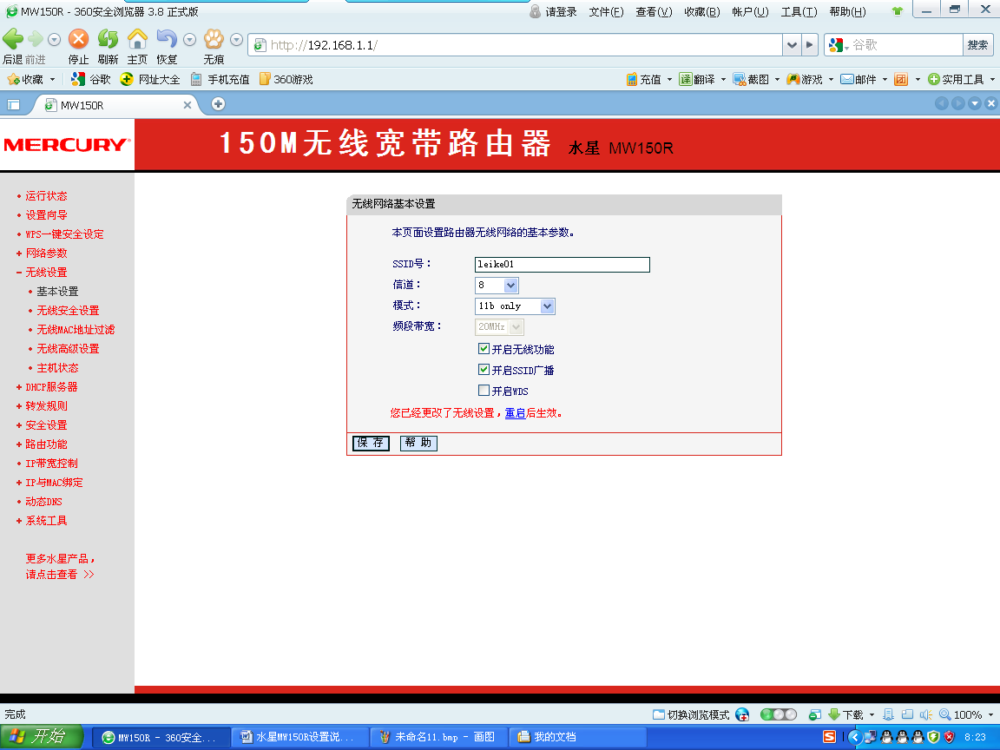 MW150R - 360安全浏览器 3.8 正式版
请登录 文件(F) 查看(V) 收藏(B) 帐户(U) 工具(T) 帮助(H)
后退 前进 停止 刷新 主页 恢复 无痕
http://192.168.1.1/
谷歌 搜索
收藏 谷歌 网址大全 手机充值 360游戏 充值 翻译 截图 游戏 邮件 团 实用工具
MW150R
MERCURY
150M无线宽带路由器 水星 MW150R
运行状态
设置向导
WPS一键安全设定
+ 网络参数
- 无线设置
基本设置
无线安全设置
无线MAC地址过滤
无线高级设置
主机状态
+ DHCP服务器
+ 转发规则
+ 安全设置
+ 路由功能
IP带宽控制
+ IP与MAC绑定
动态DNS
+ 系统工具
更多水星产品，
请点击查看 >>
无线网络基本设置
本页面设置路由器无线网络的基本参数。
SSID号： leike01
信道： 8
模式： 11b only
频段带宽： 20MHz
开启无线功能
开启SSID广播
开启WDS
您已经更改了无线设置，重启后生效。
保 存 帮 助
完成
切换浏览模式 下载 100%
开始 MW150R - 360安全... 水星MW150R设置说... 未命名11.bmp - 画图 我的文档 S 8:23